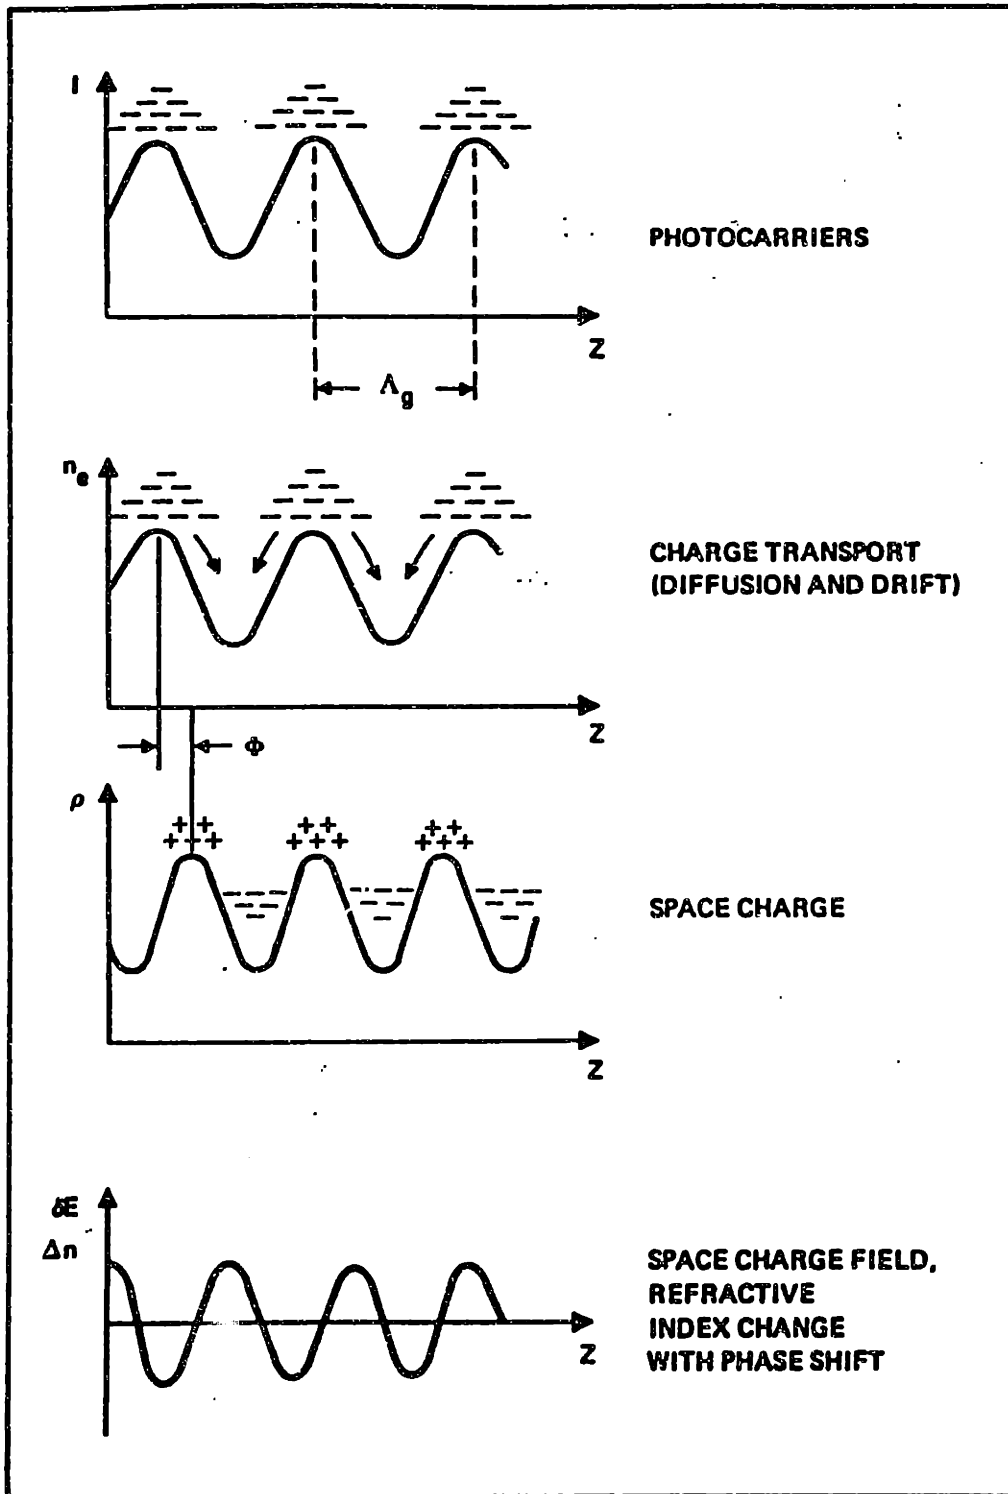 I
PHOTOCARRIERS
Z
Λg
ne
CHARGE TRANSPORT
(DIFFUSION AND DRIFT)
Z
Φ
ρ
+ +
+ + +
+ +
+ + +
+ +
+ + +
SPACE CHARGE
Z
δE
Δn
SPACE CHARGE FIELD,
REFRACTIVE
INDEX CHANGE
WITH PHASE SHIFT
Z